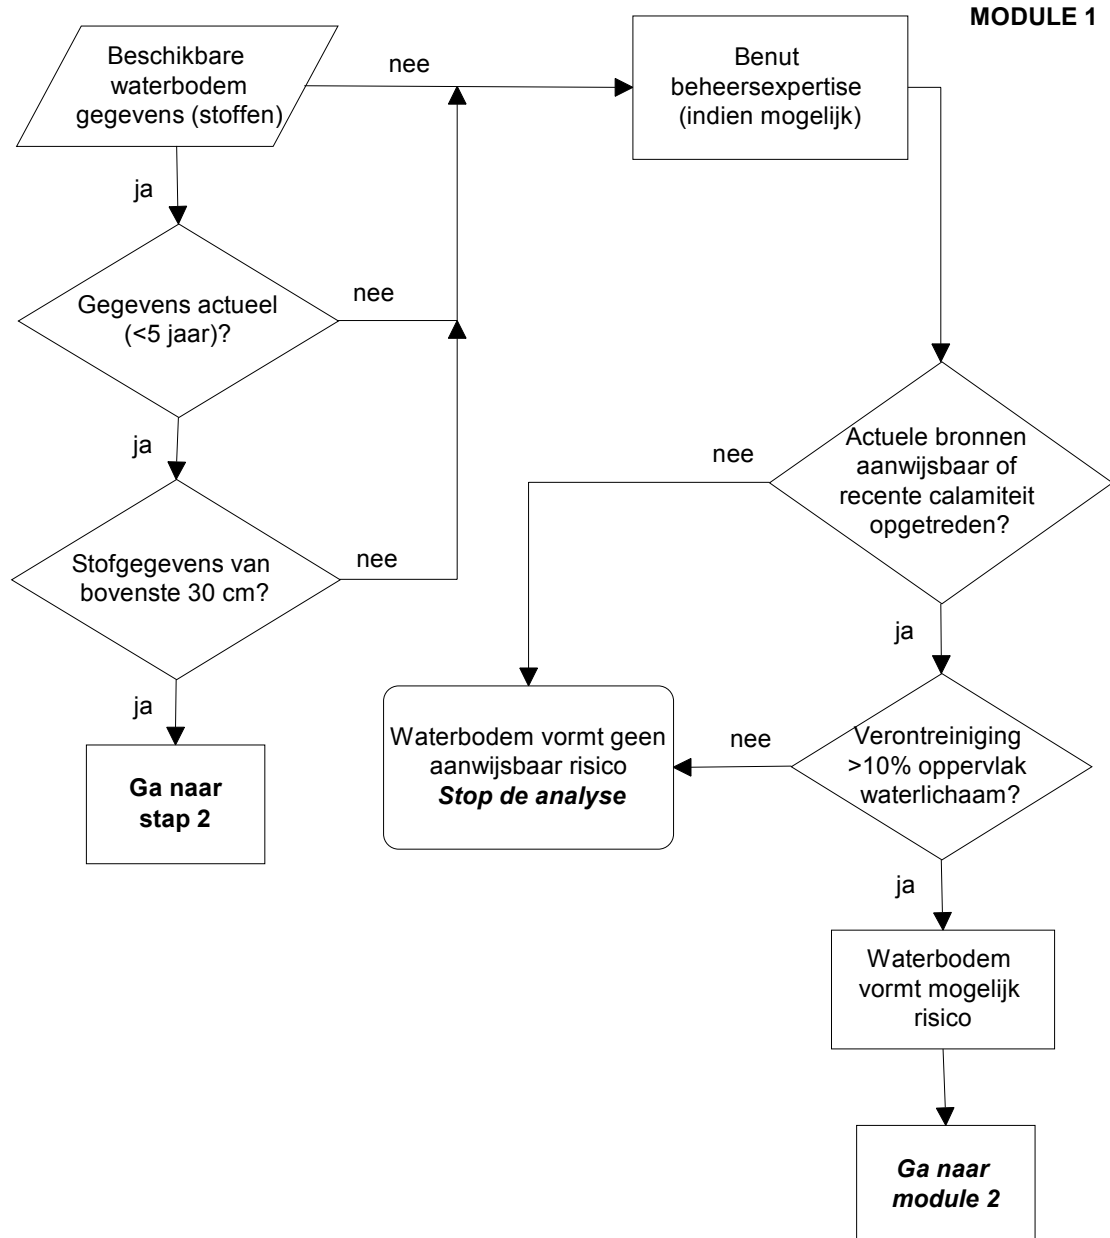 MODULE 1
Beschikbare
waterbodem
gegevens (stoffen)
nee
Benut
beheersexpertise
(indien mogelijk)
ja
Gegevens actueel
(<5 jaar)?
nee
ja
Stofgegevens van
bovenste 30 cm?
nee
ja
Ga naar
stap 2
Actuele bronnen
aanwijsbaar of
recente calamiteit
opgetreden?
nee
ja
Waterbodem vormt geen
aanwijsbaar risico
Stop de analyse
nee
Verontreiniging
>10% oppervlak
waterlichaam?
ja
Waterbodem
vormt mogelijk
risico
Ga naar
module 2